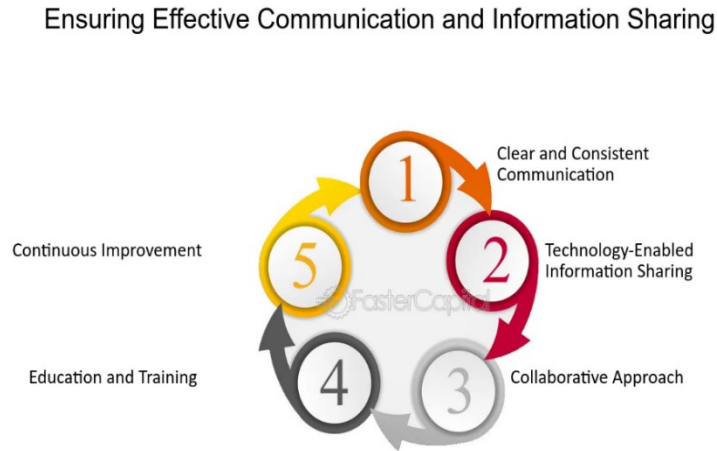 Ensuring Effective Communication and Information Sharing
1
Clear and Consistent
Communication
2
Technology-Enabled
Information Sharing
3
Collaborative Approach
4
Education and Training
5
Continuous Improvement
FasterCapital